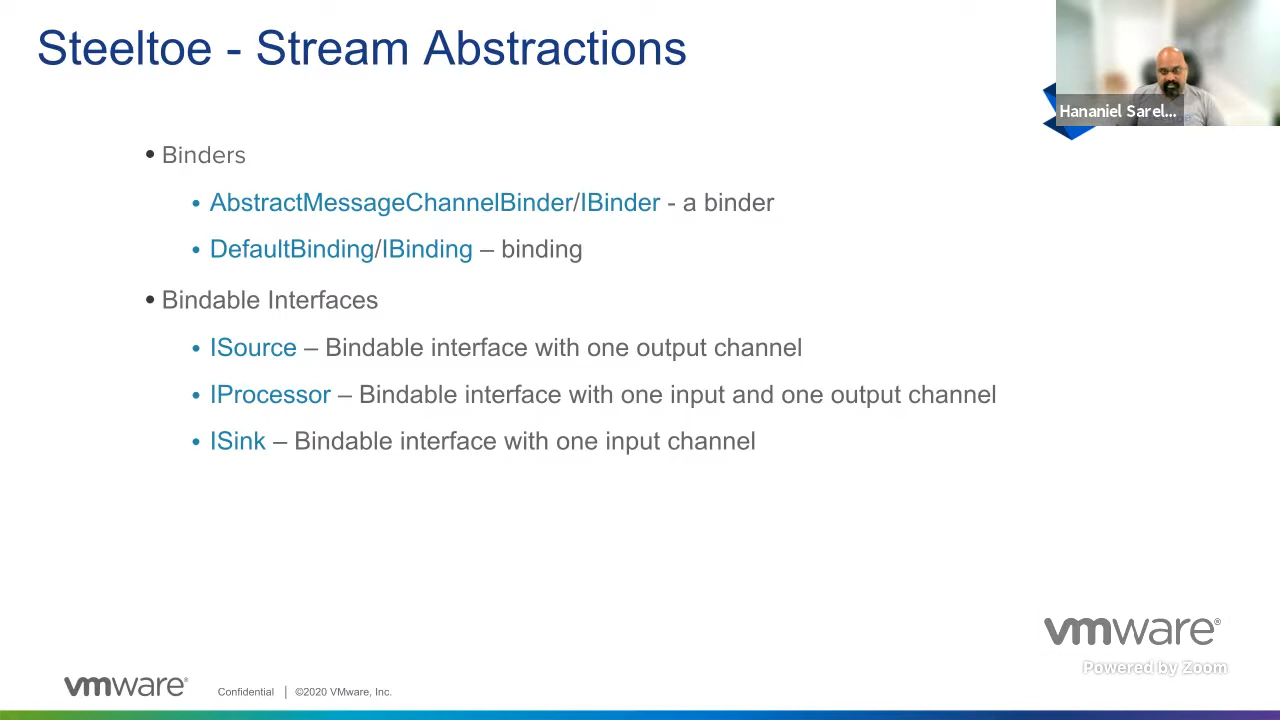 Steeltoe - Stream Abstractions
Hananiel Sarel...
• Binders
• AbstractMessageChannelBinder/IBinder - a binder
• DefaultBinding/IBinding – binding
• Bindable Interfaces
• ISource – Bindable interface with one output channel
• IProcessor – Bindable interface with one input and one output channel
• ISink – Bindable interface with one input channel
vmware®
Powered by Zoom
vmware®
Confidential | ©2020 VMware, Inc.